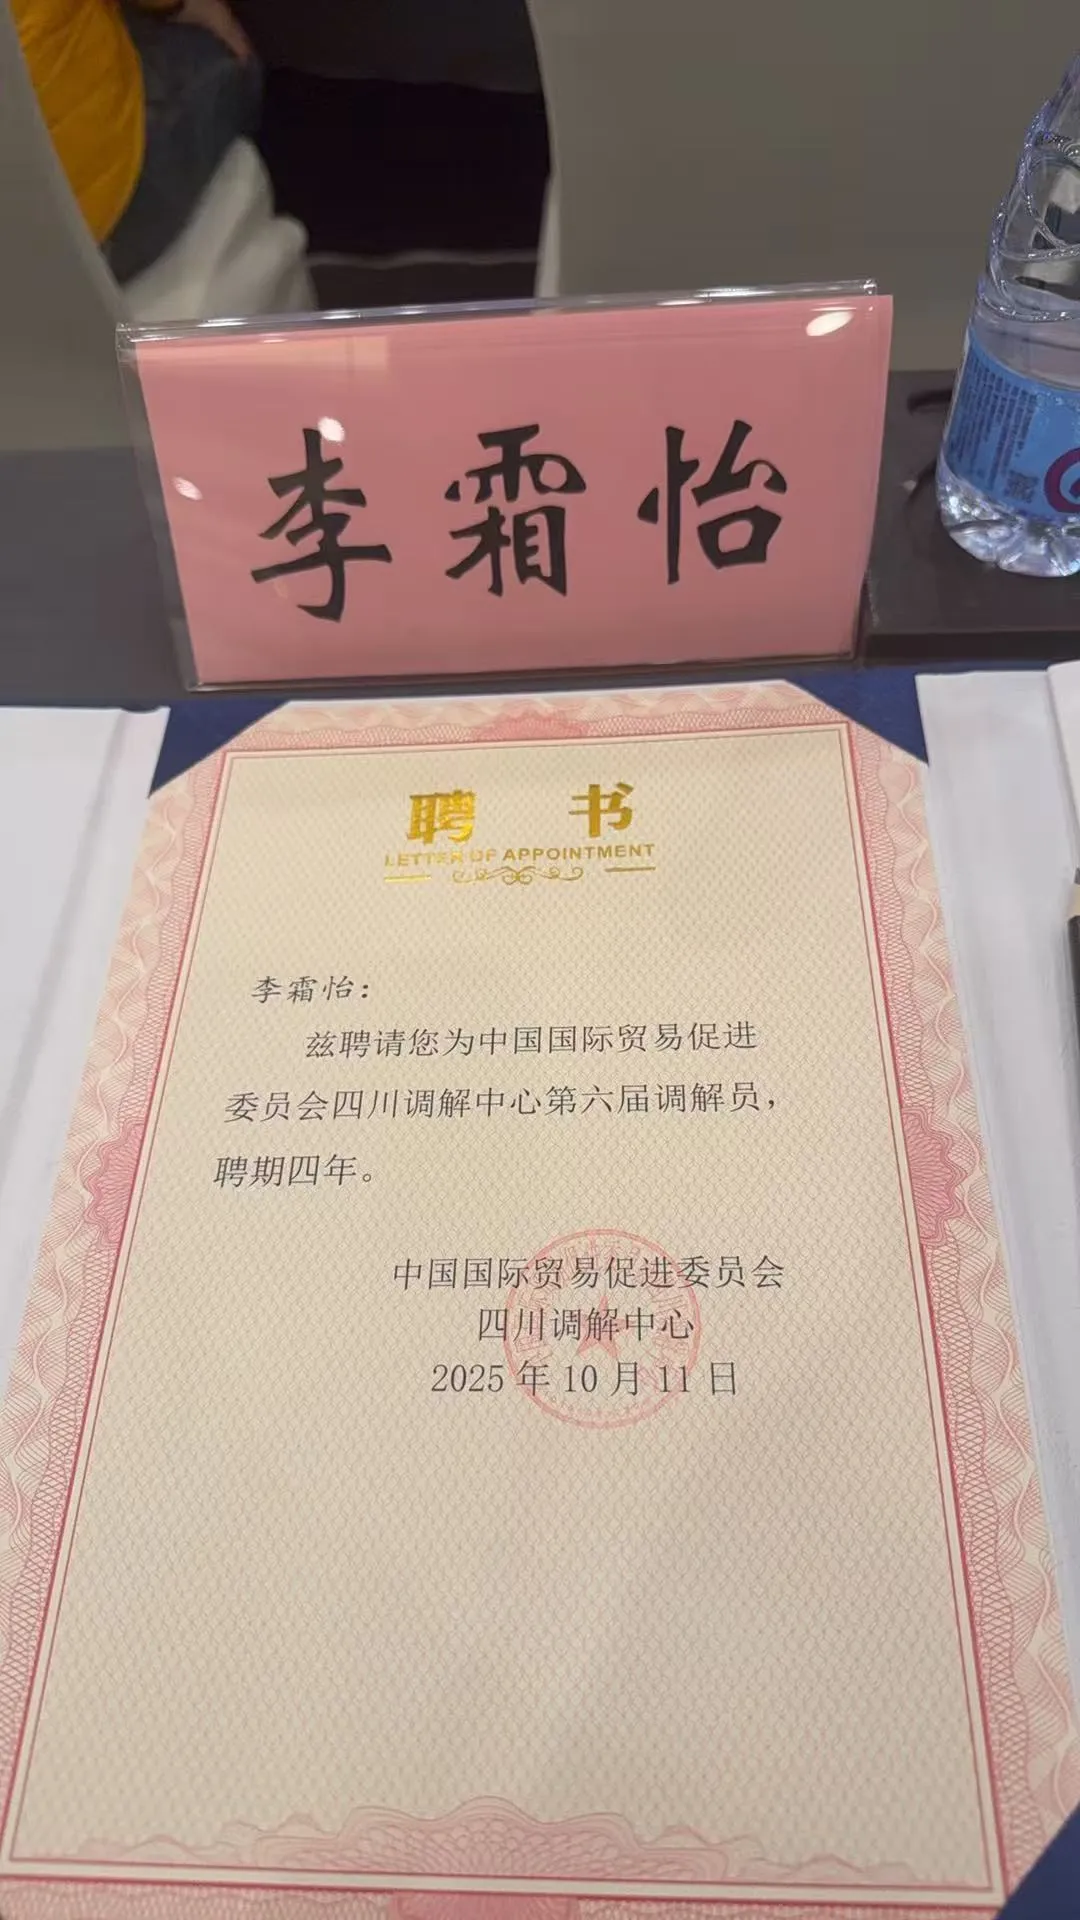 李霜怡
聘书
LETTER OF APPOINTMENT
李霜怡：
兹聘请您为中国国际贸易促进
委员会四川调解中心第六届调解员，
聘期四年。
中国国际贸易促进委员会
四川调解中心
2025年10月11日